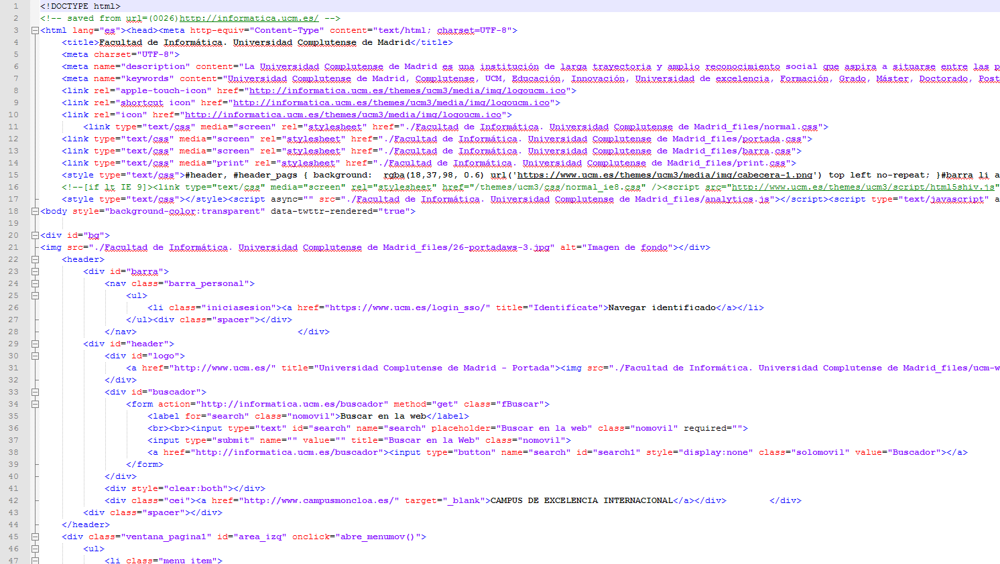 1 <!DOCTYPE html>
2 <!-- saved from url=(0026)http://informatica.ucm.es/ -->
3 <html lang="es"><head><meta http-equiv="Content-Type" content="text/html; charset=UTF-8">
4 <title>Facultad de Informática. Universidad Complutense de Madrid</title>
5 <meta charset="UTF-8">
6 <meta name="description" content="La Universidad Complutense de Madrid es una institución de larga trayectoria y amplio reconocimiento social que aspira a situarse entre las p
7 <meta name="keywords" content="Universidad Complutense de Madrid, Complutense, UCM, Educación, Innovación, Universidad de excelencia, Formación, Grado, Máster, Doctorado, Post
8 <link rel="apple-touch-icon" href="http://informatica.ucm.es/themes/ucm3/media/img/logoucm.ico">
9 <link rel="shortcut icon" href="http://informatica.ucm.es/themes/ucm3/media/img/logoucm.ico">
10 <link rel="icon" href="http://informatica.ucm.es/themes/ucm3/media/img/logoucm.ico">
11 <link type="text/css" media="screen" rel="stylesheet" href="./Facultad de Informática. Universidad Complutense de Madrid_files/normal.css">
12 <link type="text/css" media="screen" rel="stylesheet" href="./Facultad de Informática. Universidad Complutense de Madrid_files/portada.css">
13 <link type="text/css" media="screen" rel="stylesheet" href="./Facultad de Informática. Universidad Complutense de Madrid_files/barra.css">
14 <link type="text/css" media="print" rel="stylesheet" href="./Facultad de Informática. Universidad Complutense de Madrid_files/print.css">
15 <style type="text/css">#header, #header_pags { background:  rgba(18,37,98, 0.6) url('https://www.ucm.es/themes/ucm3/media/img/cabecera-1.png') top left no-repeat; }#barra li a
16 <!--[if lt IE 9]><link type="text/css" media="screen" rel="stylesheet" href="/themes/ucm3/css/normal_ie8.css" /><script src="http://www.ucm.es/themes/ucm3/script/html5shiv.js"
17 <style type="text/css"></style><script async="" src="./Facultad de Informática. Universidad Complutense de Madrid_files/analytics.js"></script><script type="text/javascript" a
18 <body style="background-color:transparent" data-twttr-rendered="true">
19
20 <div id="bg">
21 <img src="./Facultad de Informática. Universidad Complutense de Madrid_files/26-portadaws-3.jpg" alt="Imagen de fondo"></div>
22 <header>
23 <div id="barra">
24 <nav class="barra_personal">
25 <ul>
26 <li class="iniciasesion"><a href="https://www.ucm.es/login_sso/" title="Identifícate">Navegar identificado</a></li>
27 </ul><div class="spacer"></div>
28 </nav> </div>
29 <div id="header">
30 <div id="logo">
31 <a href="http://www.ucm.es/" title="Universidad Complutense de Madrid - Portada"><img src="./Facultad de Informática. Universidad Complutense de Madrid_files/ucm-w
32 </div>
33 <div id="buscador">
34 <form action="http://informatica.ucm.es/buscador" method="get" class="fBuscar">
35 <label for="search" class="nomovil">Buscar en la web</label>
36 <br><br><input type="text" id="search" name="search" placeholder="Buscar en la web" class="nomovil" required="">
37 <input type="submit" name="" value="" title="Buscar en la Web" class="nomovil">
38 <a href="http://informatica.ucm.es/buscador"><input type="button" name="search" id="search1" style="display:none" class="solomovil" value="Buscador"></a>
39 </form>
40 </div>
41 <div style="clear:both"></div>
42 <div class="cei"><a href="http://www.campusmoncloa.es/" target="_blank">CAMPUS DE EXCELENCIA INTERNACIONAL</a></div> </div>
43 <div class="spacer"></div>
44 </header>
45 <div class="ventana_pagina1" id="area_izq" onclick="abre_menumov()">
46 <ul>
47 <li class="menu item">